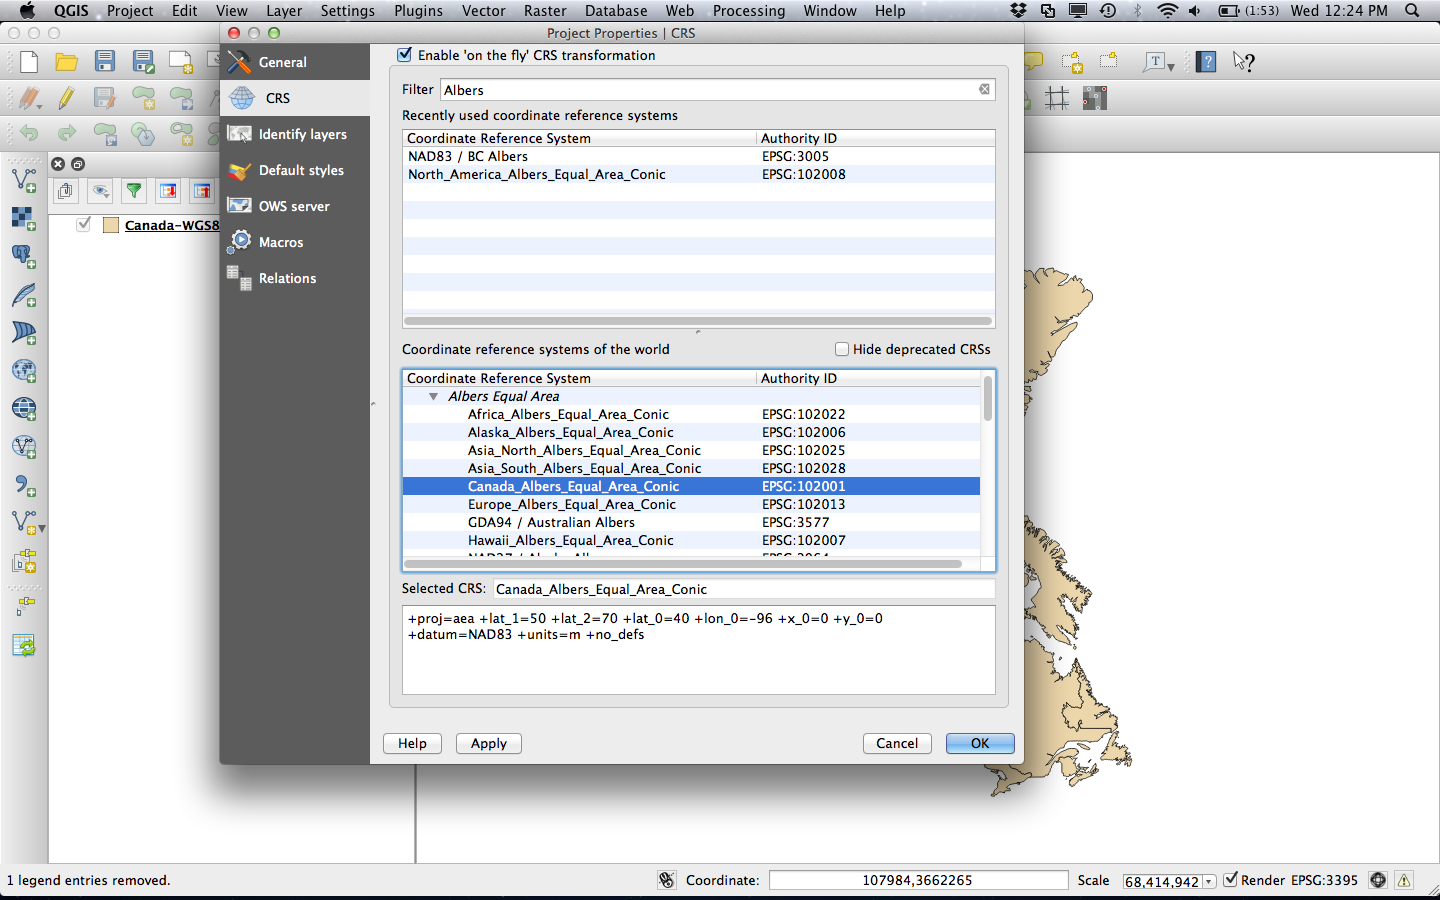 QGIS Project Edit View Layer Settings Plugins Vector Raster Database Web Processing Window Help (1:53) Wed 12:24 PM
Project Properties | CRS
General
CRS
Identify layers
Default styles
OWS server
Macros
Relations
Enable 'on the fly' CRS transformation
Filter Albers
Recently used coordinate reference systems
Coordinate Reference System Authority ID
NAD83 / BC Albers EPSG:3005
North_America_Albers_Equal_Area_Conic EPSG:102008
Coordinate reference systems of the world Hide deprecated CRSs
Coordinate Reference System Authority ID
Albers Equal Area
Africa_Albers_Equal_Area_Conic EPSG:102022
Alaska_Albers_Equal_Area_Conic EPSG:102006
Asia_North_Albers_Equal_Area_Conic EPSG:102025
Asia_South_Albers_Equal_Area_Conic EPSG:102028
Canada_Albers_Equal_Area_Conic EPSG:102001
Europe_Albers_Equal_Area_Conic EPSG:102013
GDA94 / Australian Albers EPSG:3577
Hawaii_Albers_Equal_Area_Conic EPSG:102007
Selected CRS: Canada_Albers_Equal_Area_Conic
+proj=aea +lat_1=50 +lat_2=70 +lat_0=40 +lon_0=-96 +x_0=0 +y_0=0
+datum=NAD83 +units=m +no_defs
Help Apply Cancel OK
Canada-WGS8
1 legend entries removed. Coordinate: 107984,3662265 Scale 68,414,942 Render EPSG:3395